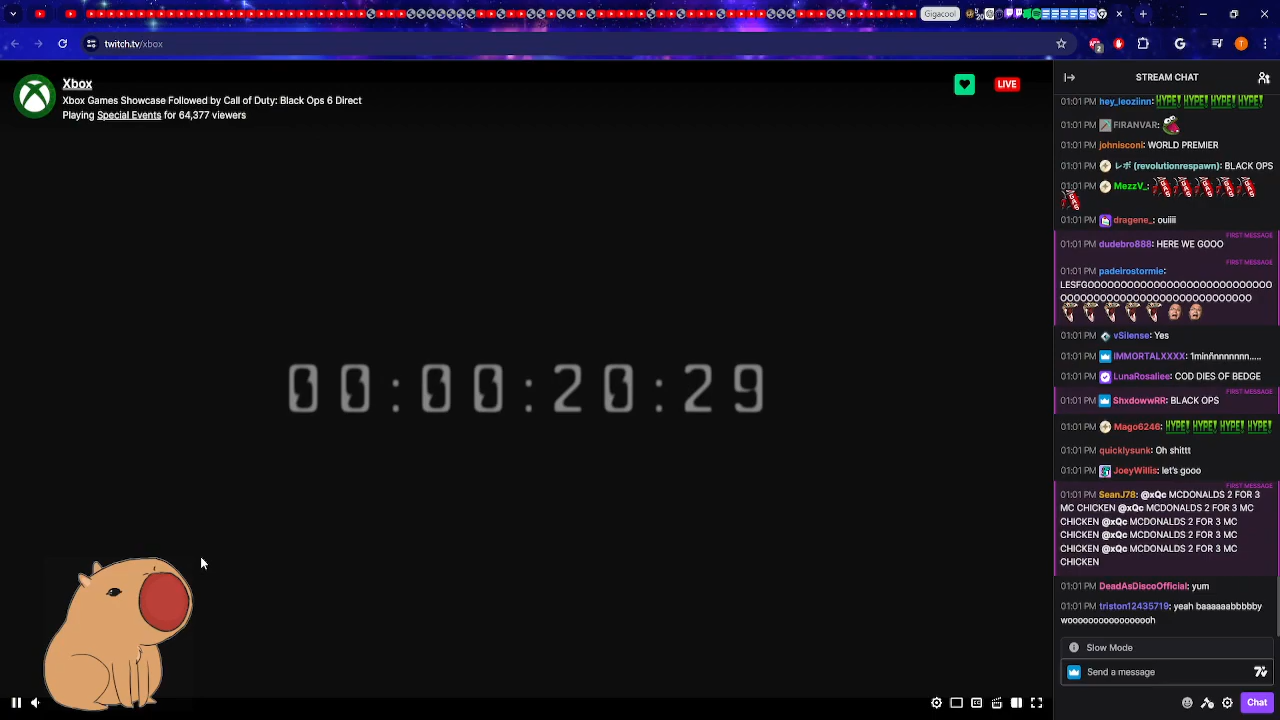 Gigacool
twitch.tv/xbox
Xbox
Xbox Games Showcase Followed by Call of Duty: Black Ops 6 Direct
Playing Special Events for 64,377 viewers
LIVE
00:00:20:29
STREAM CHAT
01:01 PM hey_leoziinn: HYPE! HYPE! HYPE! HYPE!
01:01 PM FIRANVAR:
01:01 PM johnisconi: WORLD PREMIER
01:01 PM レボ (revolutionrespawn): BLACK OPS
01:01 PM MezzV_:
01:01 PM dragene_: ouiiii
FIRST MESSAGE
01:01 PM dudebro888: HERE WE GOOO
FIRST MESSAGE
01:01 PM padeirostormie:
01:01 PM vSilense: Yes
01:01 PM IMMORTALXXXX: 1minñnnnnnn.....
01:01 PM LunaRosaliee: COD DIES OF BEDGE
FIRST MESSAGE
01:01 PM ShxdowwRR: BLACK OPS
01:01 PM Mago6246: HYPE! HYPE! HYPE! HYPE!
01:01 PM quicklysunk: Oh shittt
01:01 PM JoeyWillis: let's gooo
FIRST MESSAGE
01:01 PM SeanJ78: @xQc MCDONALDS 2 FOR 3
MC CHICKEN @xQc MCDONALDS 2 FOR 3 MC
CHICKEN @xQc MCDONALDS 2 FOR 3 MC
CHICKEN @xQc MCDONALDS 2 FOR 3 MC
CHICKEN @xQc MCDONALDS 2 FOR 3 MC
CHICKEN
01:01 PM DeadAsDiscoOfficial: yum
01:01 PM triston12435719: yeah baaaaaabbbbby
wooooooooooooooooh
Slow Mode
Send a message
Chat